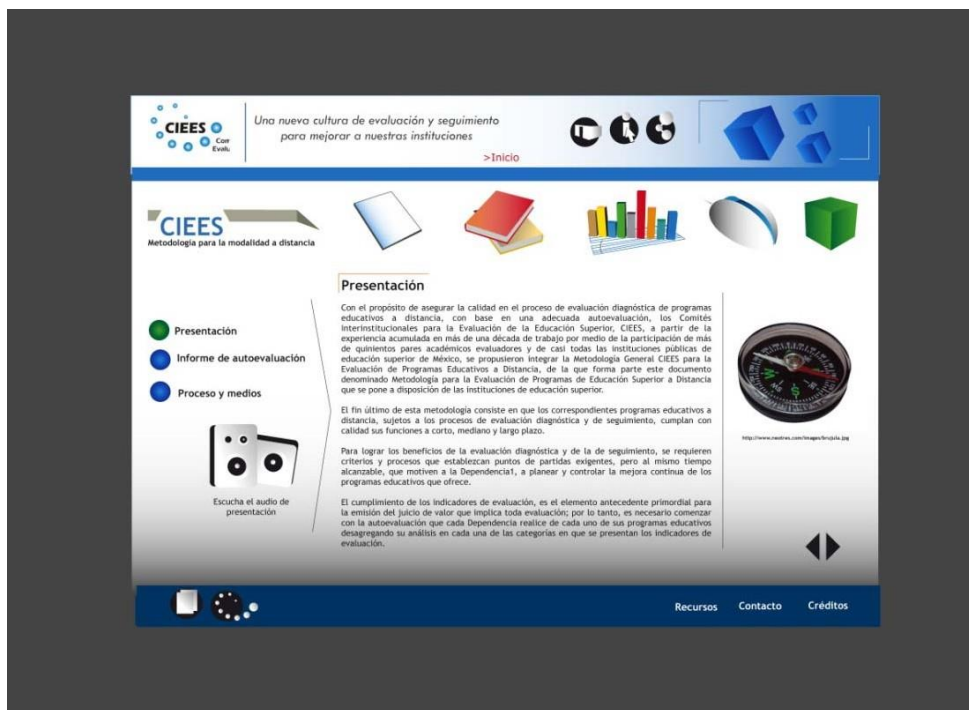 CIEES
Com
Evalu
Una nueva cultura de evaluación y seguimiento
para mejorar a nuestras instituciones
>Inicio
CIEES
Metodología para la modalidad a distancia
Presentación
Informe de autoevaluación
Proceso y medios
Escucha el audio de
presentación
Presentación
Con el propósito de asegurar la calidad en el proceso de evaluación diagnóstica de programas
educativos a distancia, con base en una adecuada autoevaluación, los Comités
Interinstitucionales para la Evaluación de la Educación Superior, CIEES, a partir de la
experiencia acumulada en más de una década de trabajo por medio de la participación de más
de quinientos pares académicos evaluadores y de casi todas las instituciones públicas de
educación superior de México, se propusieron integrar la Metodología General CIEES para la
Evaluación de Programas Educativos a Distancia, de la que forma parte este documento
denominado Metodología para la Evaluación de Programas de Educación Superior a Distancia
que se pone a disposición de las instituciones de educación superior.
El fin último de esta metodología consiste en que los correspondientes programas educativos a
distancia, sujetos a los procesos de evaluación diagnóstica y de seguimiento, cumplan con
calidad sus funciones a corto, mediano y largo plazo.
Para lograr los beneficios de la evaluación diagnóstica y de la de seguimiento, se requieren
criterios y procesos que establezcan puntos de partidas exigentes, pero al mismo tiempo
alcanzable, que motiven a la Dependencia1, a planear y controlar la mejora continua de los
programas educativos que ofrece.
El cumplimiento de los indicadores de evaluación, es el elemento antecedente primordial para
la emisión del juicio de valor que implica toda evaluación; por lo tanto, es necesario comenzar
con la autoevaluación que cada Dependencia realice de cada uno de sus programas educativos
desagregando su análisis en cada una de las categorías en que se presentan los indicadores de
evaluación.
W
S
Recursos
Contacto
Créditos